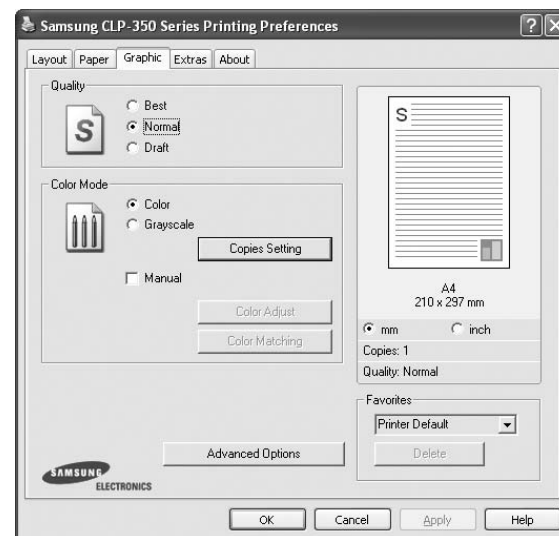 Samsung CLP-350 Series Printing Preferences
Layout Paper Graphic Extras About
Quality
S
Best
Normal
Draft
Color Mode
Color
Grayscale
Copies Setting
Manual
Color Adjust
Color Matching
Advanced Options
SAMSUNG
ELECTRONICS
S
A4
210 x 297 mm
mm inch
Copies: 1
Quality: Normal
Favorites
Printer Default
Delete
OK Cancel Apply Help